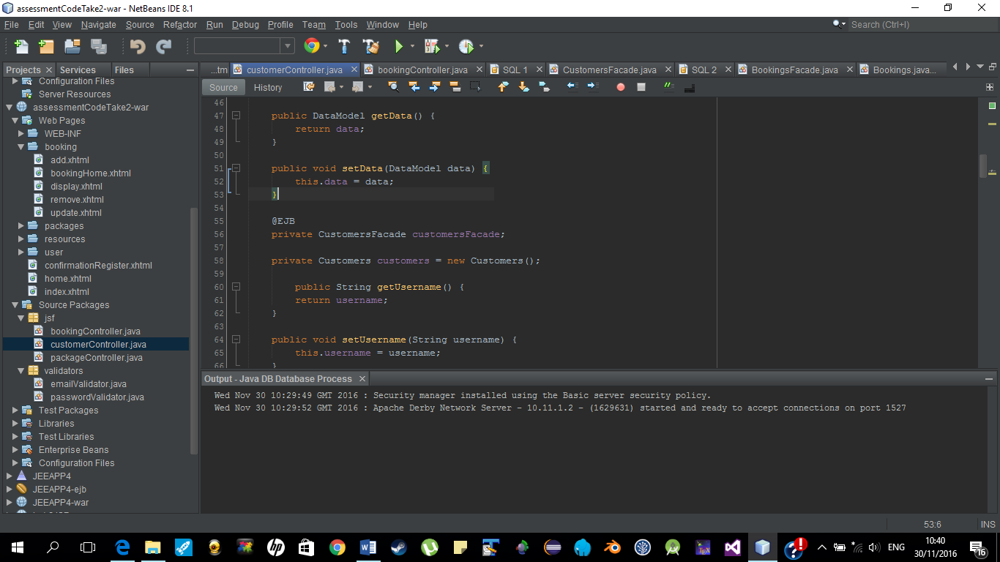 assessmentCodeTake2-war - NetBeans IDE 8.1
File Edit View Navigate Source Refactor Run Debug Profile Team Tools Window Help
Search (Ctrl+I)
Projects Services Files
...tm customerController.java bookingController.java SQL 1 CustomersFacade.java SQL 2 BookingsFacade.java Bookings.java...
Source History
Configuration Files
Server Resources
assessmentCodeTake2-war
Web Pages
WEB-INF
booking
add.xhtml
bookingHome.xhtml
display.xhtml
remove.xhtml
update.xhtml
packages
resources
user
confirmationRegister.xhtml
home.xhtml
index.xhtml
Source Packages
jsf
bookingController.java
customerController.java
packageController.java
validators
emailValidator.java
passwordValidator.java
Test Packages
Libraries
Test Libraries
Enterprise Beans
Configuration Files
JEEAPP4
JEEAPP4-ejb
JEEAPP4-war
46
47 public DataModel getData() {
48 return data;
49 }
50
51 public void setData(DataModel data) {
52 this.data = data;
53 }
54
55 @EJB
56 private CustomersFacade customersFacade;
57
58 private Customers customers = new Customers();
59
60 public String getUsername() {
61 return username;
62 }
63
64 public void setUsername(String username) {
65 this.username = username;
66 }
Output - Java DB Database Process
Wed Nov 30 10:29:49 GMT 2016 : Security manager installed using the Basic server security policy.
Wed Nov 30 10:29:52 GMT 2016 : Apache Derby Network Server - 10.11.1.2 - (1629631) started and ready to accept connections on port 1527
53:6 INS
ENG
10:40
30/11/2016
16